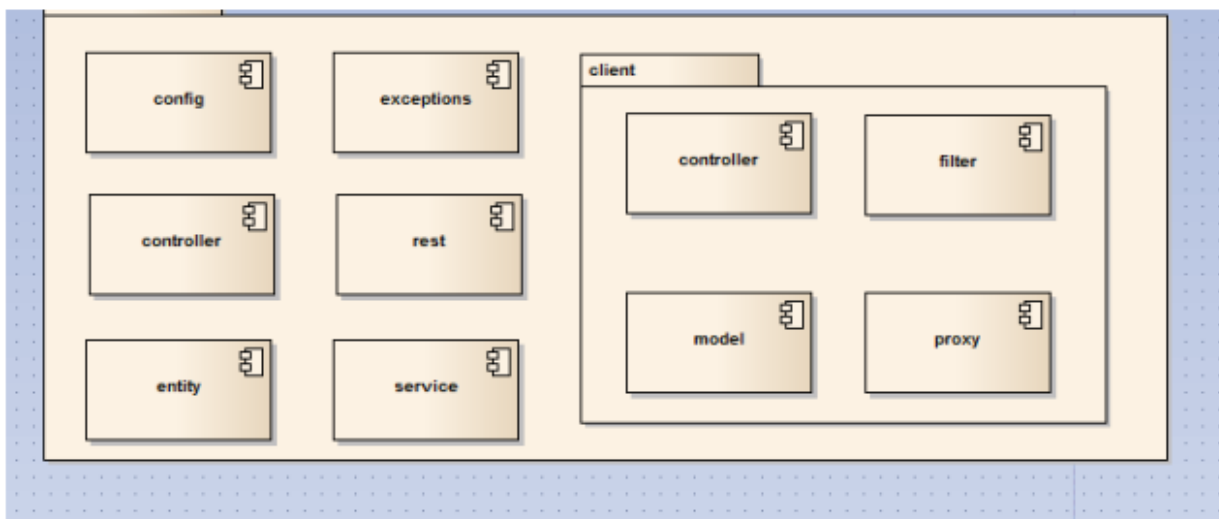 config
exceptions
client
controller
filter
controller
rest
model
proxy
entity
service